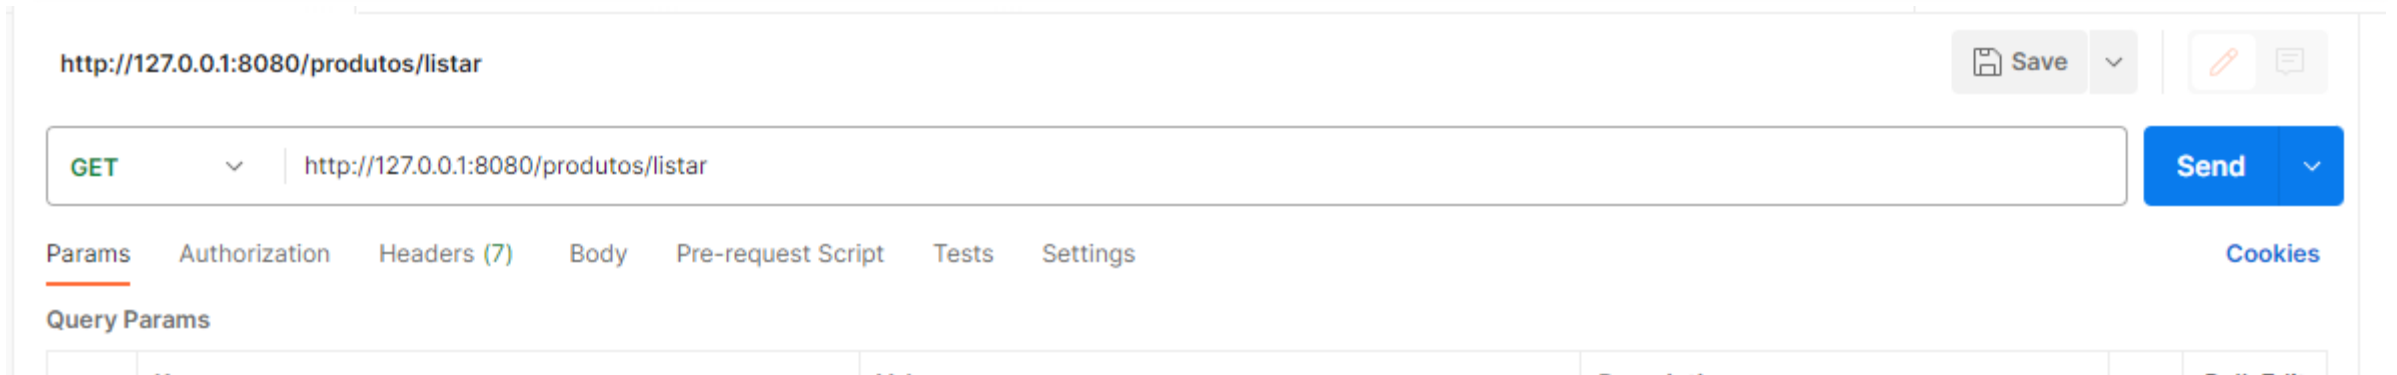 http://127.0.0.1:8080/produtos/listar Save
GET http://127.0.0.1:8080/produtos/listar Send
Params Authorization Headers (7) Body Pre-request Script Tests Settings Cookies
Query Params